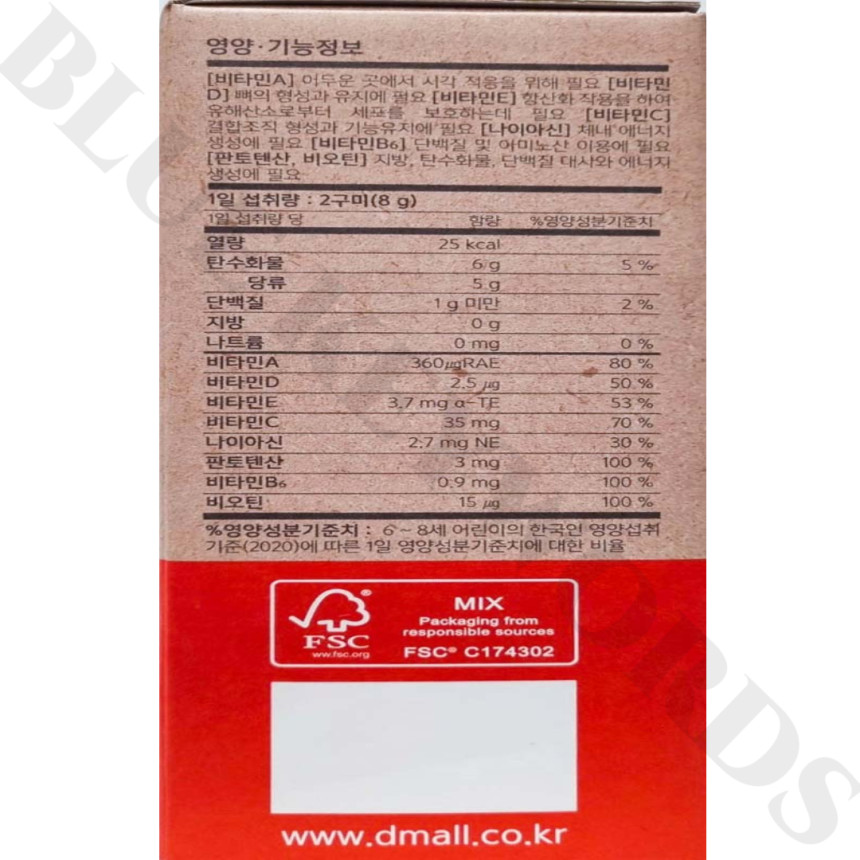 영양·기능정보
[비타민A] 어두운 곳에서 시각 적응을 위해 필요 [비타민
D] 뼈의 형성과 유지에 필요 [비타민E] 항산화 작용을 하여
유해산소로부터 세포를 보호하는데 필요 [비타민C]
결합조직 형성과 기능유지에 필요 [나이아신] 체내 에너지
생성에 필요 [비타민B6] 단백질 및 아미노산 이용에 필요
[판토텐산, 비오틴] 지방, 탄수화물, 단백질 대사와 에너지
생성에 필요
1일 섭취량 : 2구미(8 g)
1일 섭취량 당 함량 %영양성분기준치
열량 25 kcal
탄수화물 6 g 5 %
당류 5 g
단백질 1 g 미만 2 %
지방 0 g
나트륨 0 mg 0 %
비타민A 360㎍RAE 80 %
비타민D 2.5 ㎍ 50 %
비타민E 3.7 mg α-TE 53 %
비타민C 35 mg 70 %
나이아신 2.7 mg NE 30 %
판토텐산 3 mg 100 %
비타민B6 0.9 mg 100 %
비오틴 15 ㎍ 100 %
%영양성분기준치 : 6~8세 어린이의 한국인 영양섭취
기준(2020)에 따른 1일 영양성분기준치에 대한 비율
MIX
Packaging from
responsible sources
FSC® C174302
®
FSC
www.fsc.org
www.dmall.co.kr